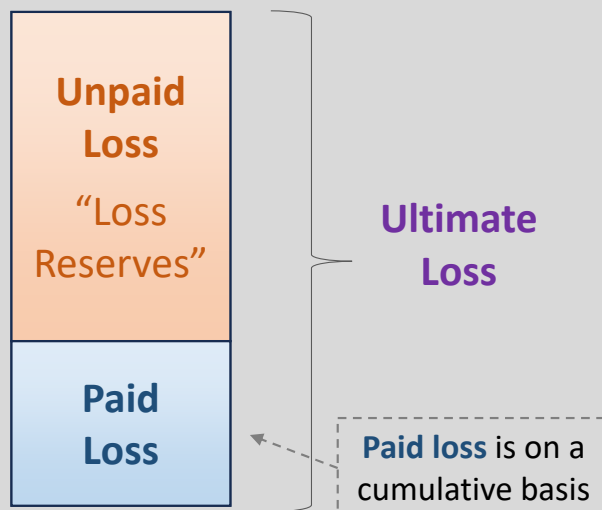 Unpaid
Loss
“Loss
Reserves”
Ultimate
Loss
Paid
Loss
Paid loss is on a
cumulative basis